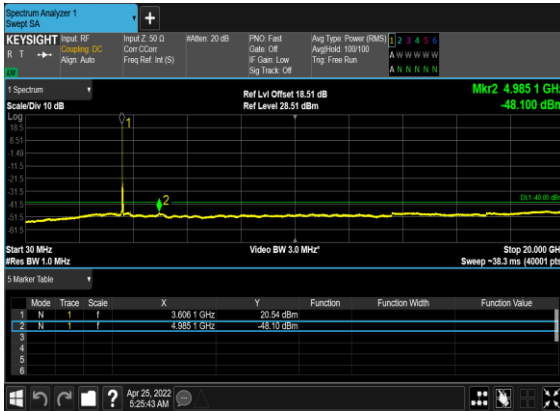 Spectrum Analyzer 1
Swept SA
+
KEYSIGHT Input: RF Input Z: 50 Ω #Atten: 20 dB PNO: Fast Avg Type: Power (RMS) 1 2 3 4 5 6
R T Coupling: DC Corr CCorr Gate: Off Avg|Hold: 100/100 A W W W W W
Align: Auto Freq Ref: Int (S) IF Gain: Low Trig: Free Run
Sig Track: Off A N N N N N
1 Spectrum Ref Lvl Offset 18.51 dB Mkr2 4.985 1 GHz
Scale/Div 10 dB Ref Level 28.51 dBm -48.100 dBm
Log
18.5
8.51
-1.49
-11.5
-21.5
-31.5
-41.5
-51.5
-61.5
1
2
DL1 -40.00 dBm
Start 30 MHz Video BW 3.0 MHz* Stop 20.000 GHz
#Res BW 1.0 MHz Sweep ~38.3 ms (40001 pts)
5 Marker Table
Mode Trace Scale X Y Function Function Width Function Value
1 N 1 f 3.606 1 GHz 20.54 dBm
2 N 1 f 4.985 1 GHz -48.10 dBm
3
4
5
6
? Apr 25, 2022
5:25:43 AM